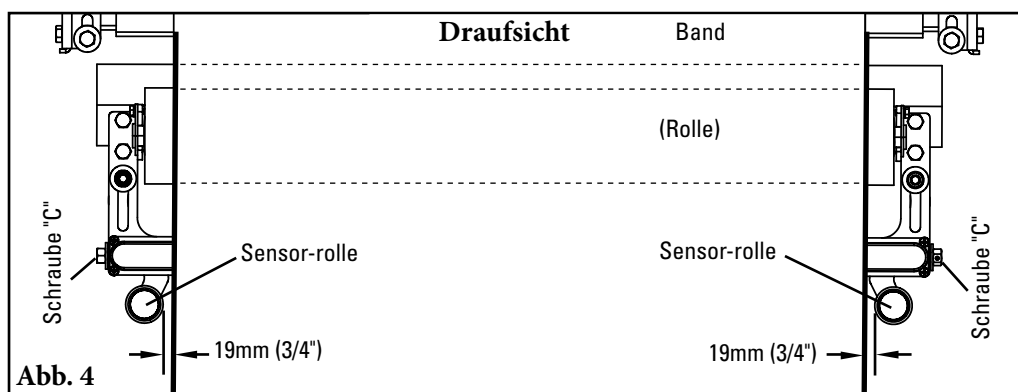 Draufsicht
Band
(Rolle)
Schraube "C"
Sensor-rolle
Sensor-rolle
Schraube "C"
19mm (3/4")
19mm (3/4")
Abb. 4